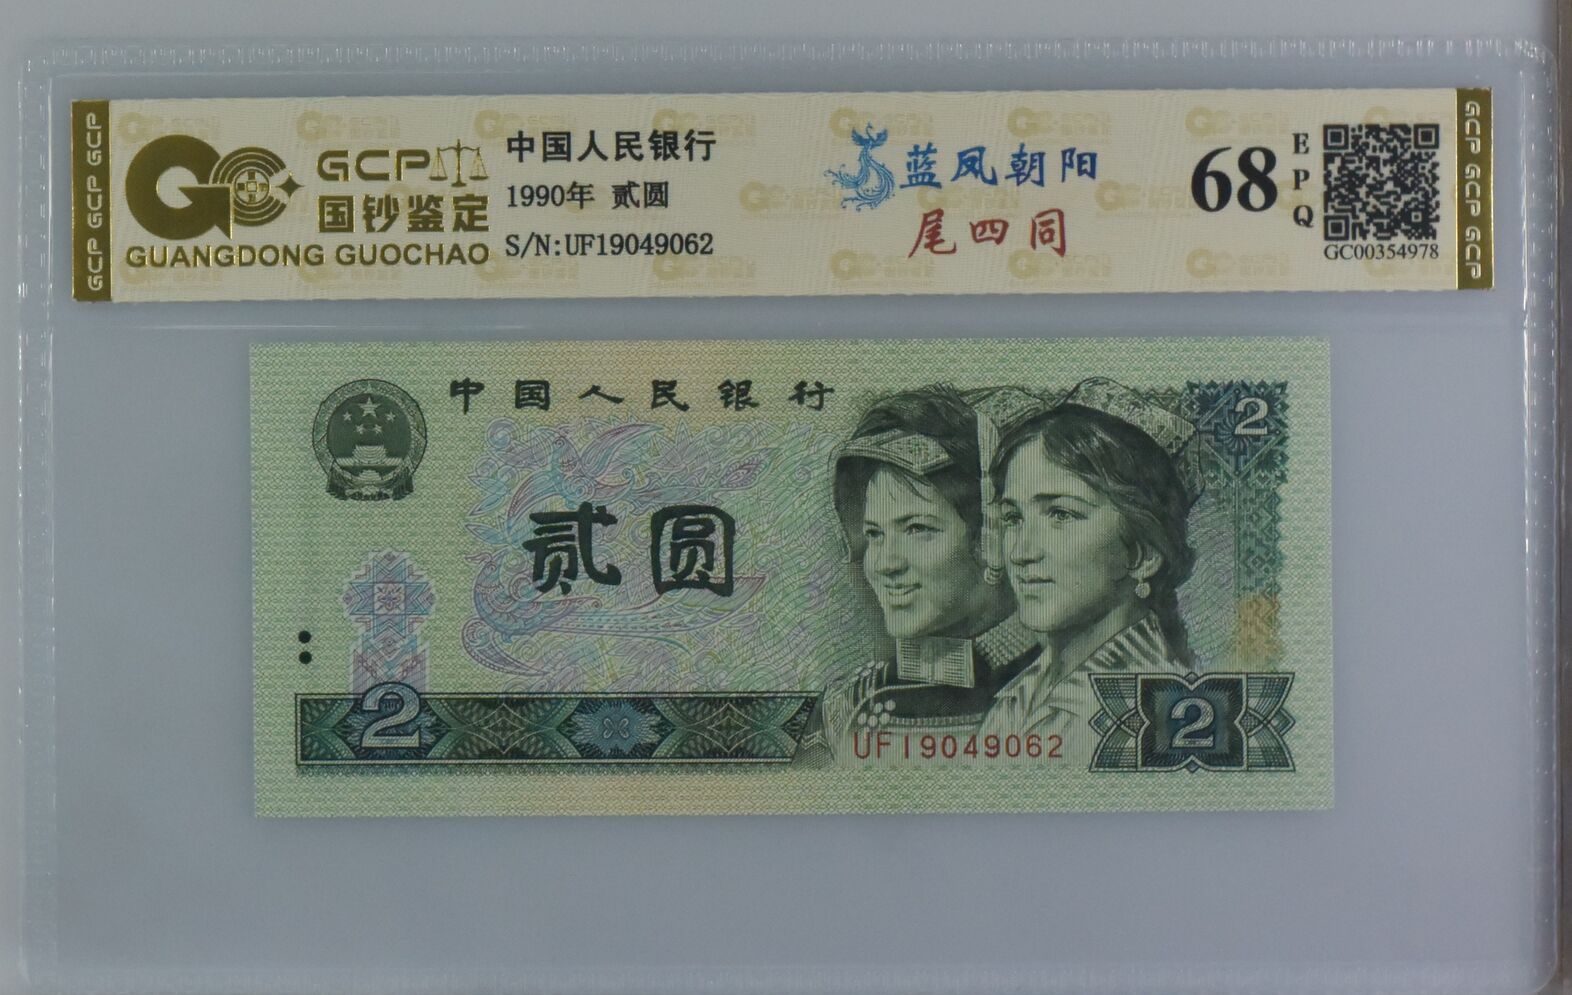 GCP GCP GCP
GCP
国钞鉴定
GUANGDONG GUOCHAO
中国人民银行
1990年 贰圆
S/N:UF19049062
蓝凤朝阳
尾四同
68
EPQ
GC00354978
GCP GCP GCP
中国人民银行
2
贰圆
2
UF19049062
2